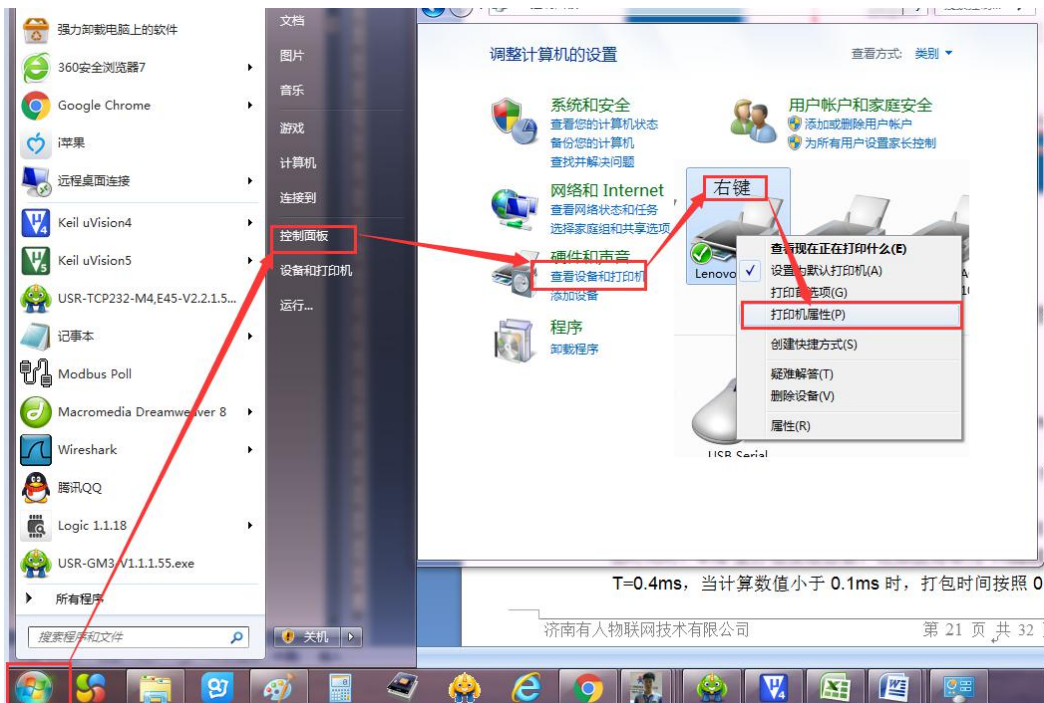 强力卸载电脑上的软件
360安全浏览器7
Google Chrome
i苹果
远程桌面连接
Keil uVision4
Keil uVision5
USR-TCP232-M4,E45-V2.2.1.5...
记事本
Modbus Poll
Macromedia Dreamweaver 8
Wireshark
腾讯QQ
Logic 1.1.18
USR-GM3-V1.1.1.55.exe
所有程序
搜索程序和文件
文档
图片
音乐
游戏
计算机
连接到
控制面板
设备和打印机
运行...
关机
调整计算机的设置
查看方式: 类别
系统和安全
查看您的计算机状态
备份您的计算机
查找并解决问题
网络和 Internet
查看网络状态和任务
选择家庭组和共享选项
硬件和声音
查看设备和打印机
添加设备
程序
卸载程序
用户帐户和家庭安全
添加或删除用户帐户
为所有用户设置家长控制
右键
Lenovo
查看现在正在打印什么(E)
设置为默认打印机(A)
打印首选项(G)
打印机属性(P)
创建快捷方式(S)
疑难解答(T)
删除设备(V)
属性(R)
USB Serial
T=0.4ms，当计算数值小于 0.1ms 时，打包时间按照 0
济南有人物联网技术有限公司
第 21 页 共 32